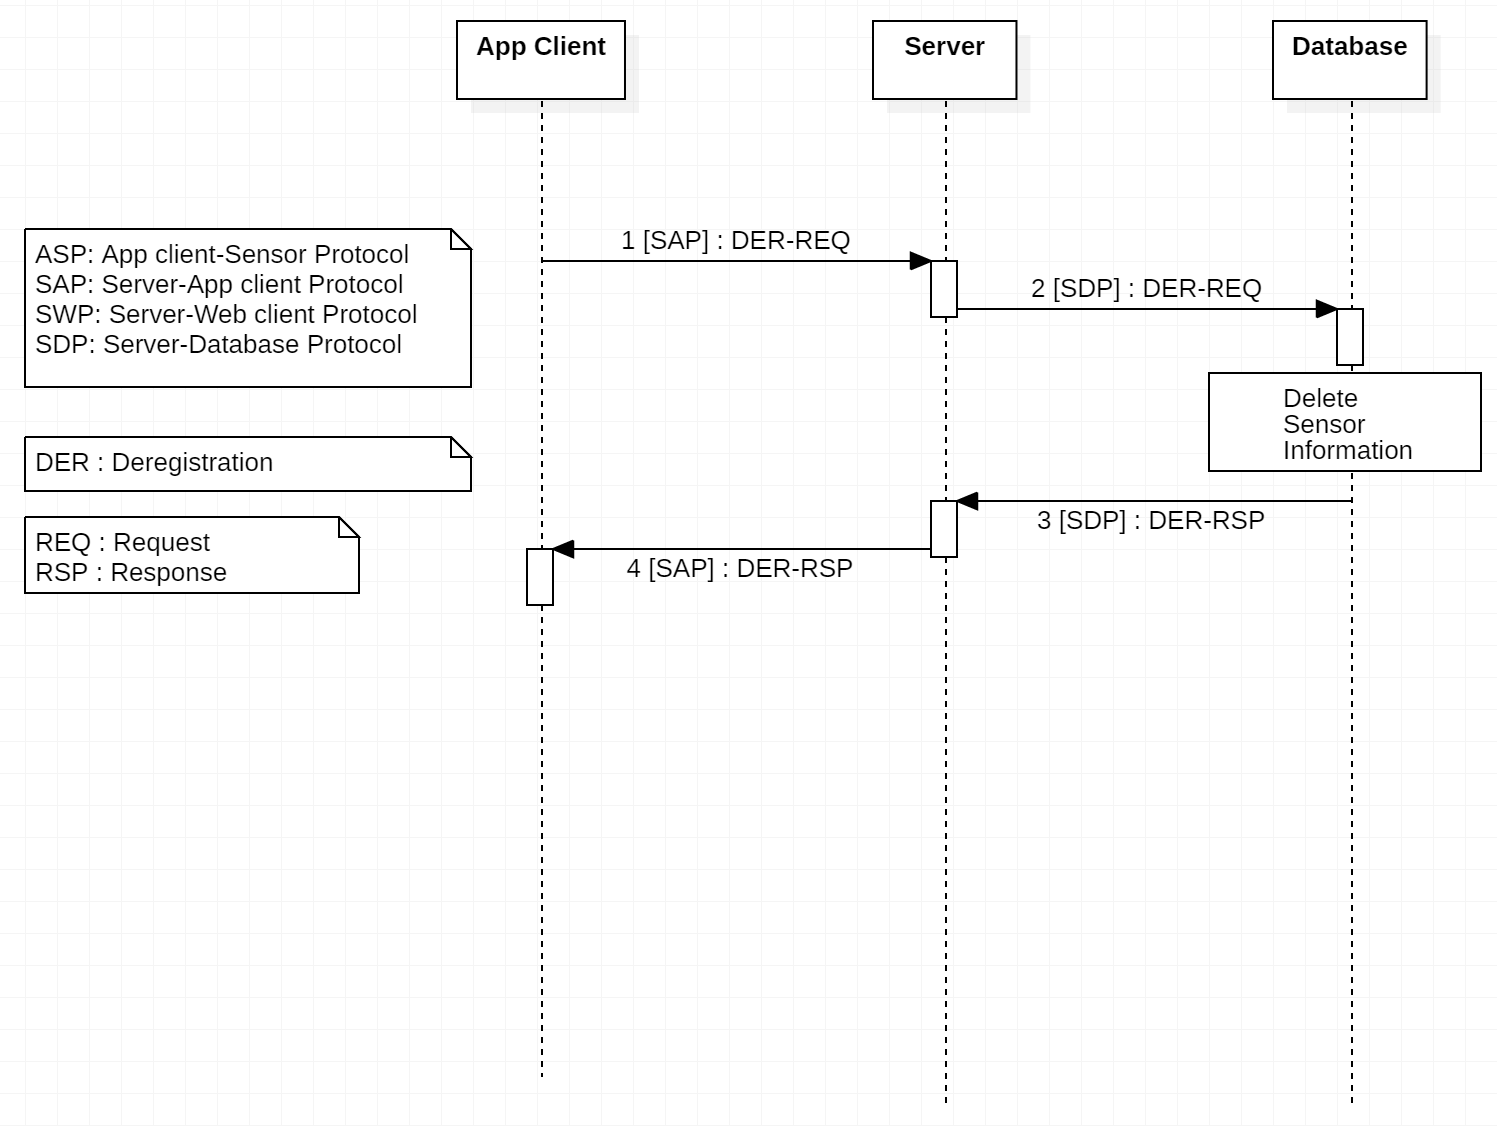 App Client
Server
Database
1 [SAP] : DER-REQ
ASP: App client-Sensor Protocol
SAP: Server-App client Protocol
SWP: Server-Web client Protocol
SDP: Server-Database Protocol
2 [SDP] : DER-REQ
Delete
Sensor
Information
DER : Deregistration
3 [SDP] : DER-RSP
REQ : Request
RSP : Response
4 [SAP] : DER-RSP